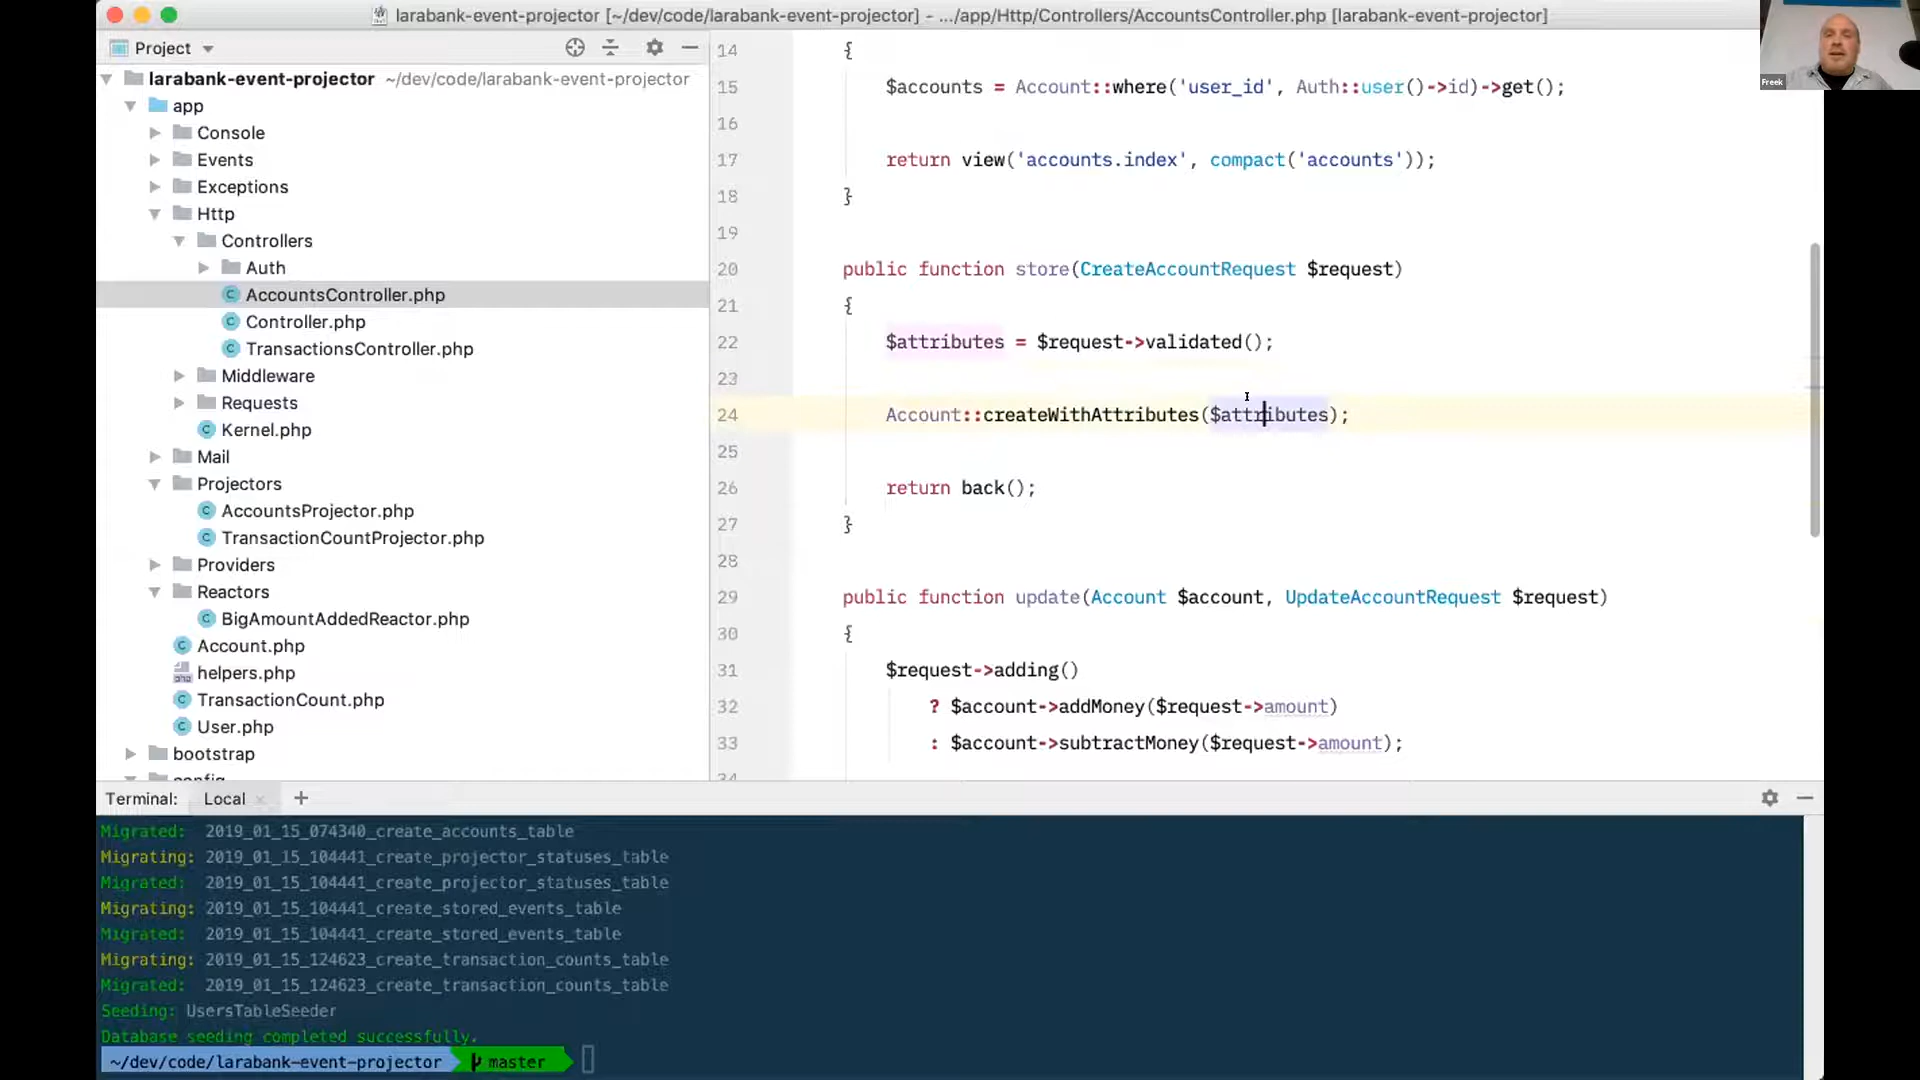 larabank-event-projector [~/dev/code/larabank-event-projector] - .../app/Http/Controllers/AccountsController.php [larabank-event-projector]
Freek
Project
larabank-event-projector ~/dev/code/larabank-event-projector
app
Console
Events
Exceptions
Http
Controllers
Auth
AccountsController.php
Controller.php
TransactionsController.php
Middleware
Requests
Kernel.php
Mail
Projectors
AccountsProjector.php
TransactionCountProjector.php
Providers
Reactors
BigAmountAddedReactor.php
Account.php
helpers.php
TransactionCount.php
User.php
bootstrap
config
14 {
15 $accounts = Account::where('user_id', Auth::user()->id)->get();
16
17 return view('accounts.index', compact('accounts'));
18 }
19
20 public function store(CreateAccountRequest $request)
21 {
22 $attributes = $request->validated();
23
24 Account::createWithAttributes($attributes);
25
26 return back();
27 }
28
29 public function update(Account $account, UpdateAccountRequest $request)
30 {
31 $request->adding()
32 ? $account->addMoney($request->amount)
33 : $account->subtractMoney($request->amount);
34
Terminal: Local
Migrated: 2019_01_15_074340_create_accounts_table
Migrating: 2019_01_15_104441_create_projector_statuses_table
Migrated: 2019_01_15_104441_create_projector_statuses_table
Migrating: 2019_01_15_104441_create_stored_events_table
Migrated: 2019_01_15_104441_create_stored_events_table
Migrating: 2019_01_15_124623_create_transaction_counts_table
Migrated: 2019_01_15_124623_create_transaction_counts_table
Seeding: UsersTableSeeder
Database seeding completed successfully.
~/dev/code/larabank-event-projector master